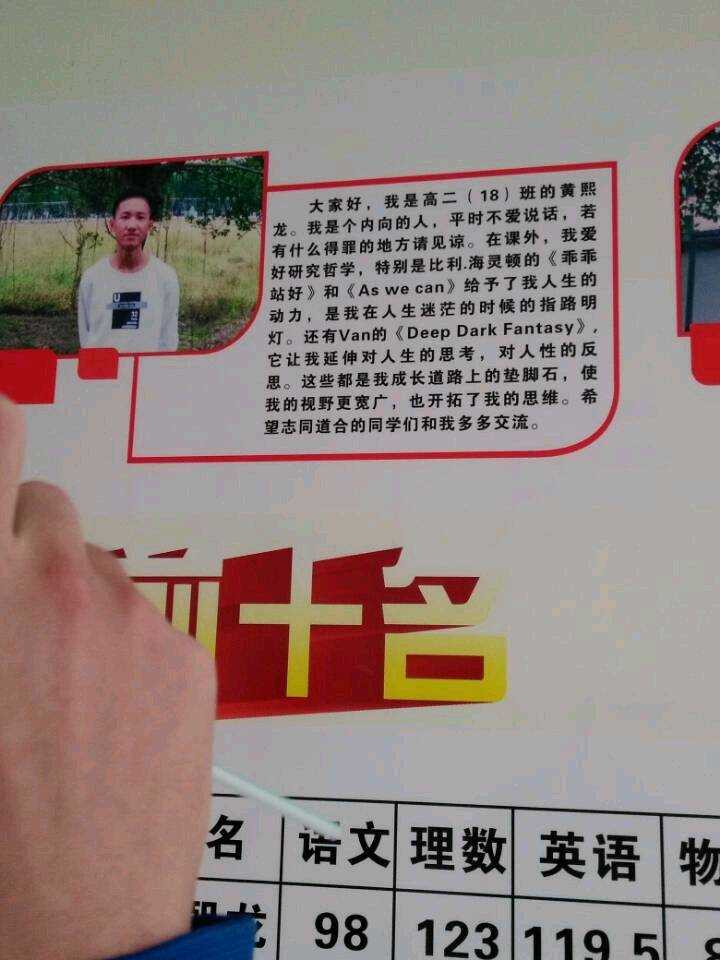 大家好，我是高二（18）班的黄熙
龙。我是个内向的人，平时不爱说话，若
有什么得罪的地方请见谅。在课外，我爱
好研究哲学，特别是比利.海灵顿的《乖乖
站好》和《As we can》给予了我人生的
动力，是我在人生迷茫的时候的指路明
灯。还有Van的《Deep Dark Fantasy》，
它让我延伸对人生的思考，对人性的反
思。这些都是我成长道路上的垫脚石，使
我的视野更宽广，也开拓了我的思维。希
望志同道合的同学们和我多多交流。
U
前十名
名 语文 理数 英语 物
熙龙 98 123 119.5